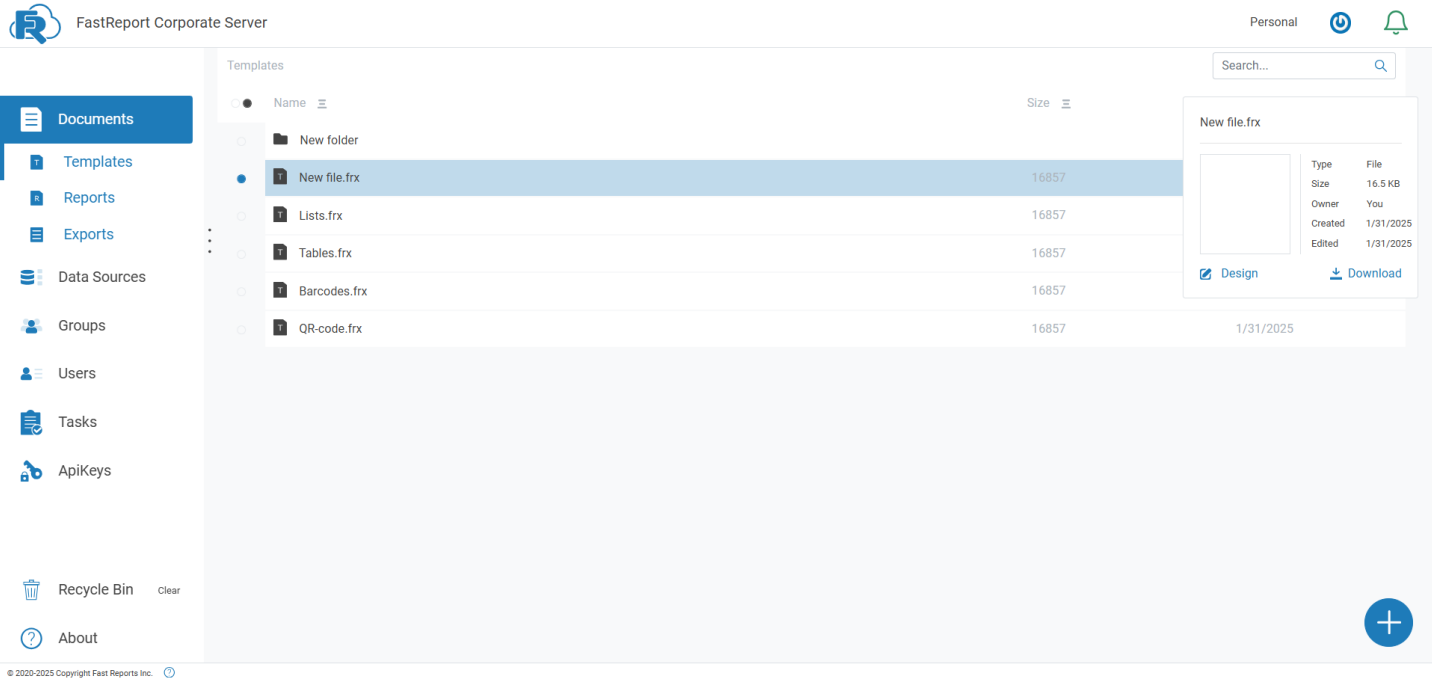 FastReport Corporate Server
Personal
Templates
Search...
Documents
Templates
Reports
Exports
Data Sources
Groups
Users
Tasks
ApiKeys
Recycle Bin Clear
About
Name Size
New folder
New file.frx 16857
Lists.frx 16857
Tables.frx 16857
Barcodes.frx 16857
QR-code.frx 16857 1/31/2025
New file.frx
Type File
Size 16.5 KB
Owner You
Created 1/31/2025
Edited 1/31/2025
Design Download
© 2020-2025 Copyright Fast Reports Inc.